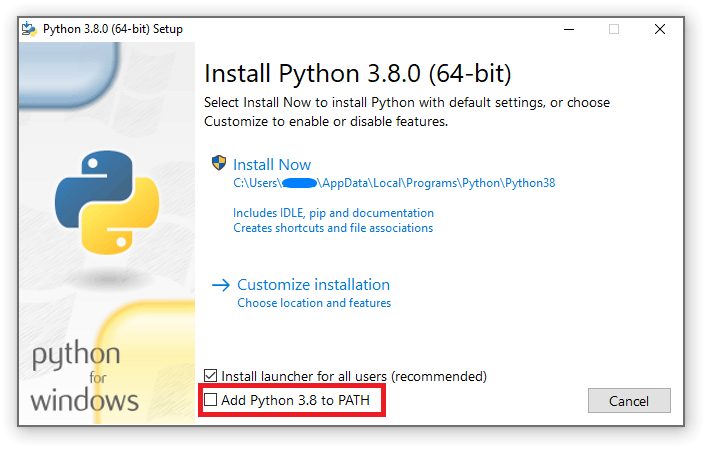 Python 3.8.0 (64-bit) Setup
Install Python 3.8.0 (64-bit)
Select Install Now to install Python with default settings, or choose
Customize to enable or disable features.
Install Now
C:\Users\ \AppData\Local\Programs\Python\Python38
Includes IDLE, pip and documentation
Creates shortcuts and file associations
Customize installation
Choose location and features
python
for
windows
Install launcher for all users (recommended)
Add Python 3.8 to PATH
Cancel